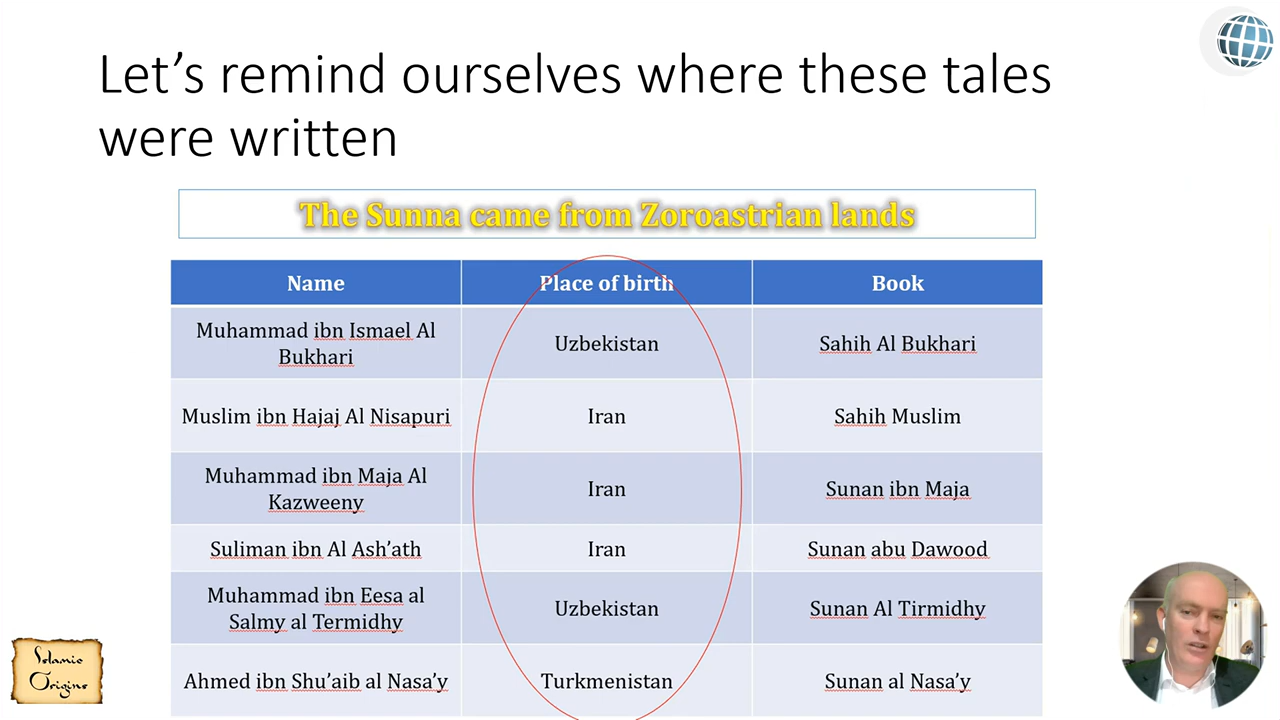 Let’s remind ourselves where these tales
were written
The Sunna came from Zoroastrian lands
Name Place of birth Book
Muhammad ibn Ismael Al
Bukhari
Uzbekistan
Sahih Al Bukhari
Muslim ibn Hajaj Al Nisapuri
Iran
Sahih Muslim
Muhammad ibn Maja Al
Kazweeny
Iran
Sunan ibn Maja
Suliman ibn Al Ash’ath
Iran
Sunan abu Dawood
Muhammad ibn Eesa al
Salmy al Termidhy
Uzbekistan
Sunan Al Tirmidhy
Ahmed ibn Shu’aib al Nasa’y
Turkmenistan
Sunan al Nasa’y
Islamic
Origins